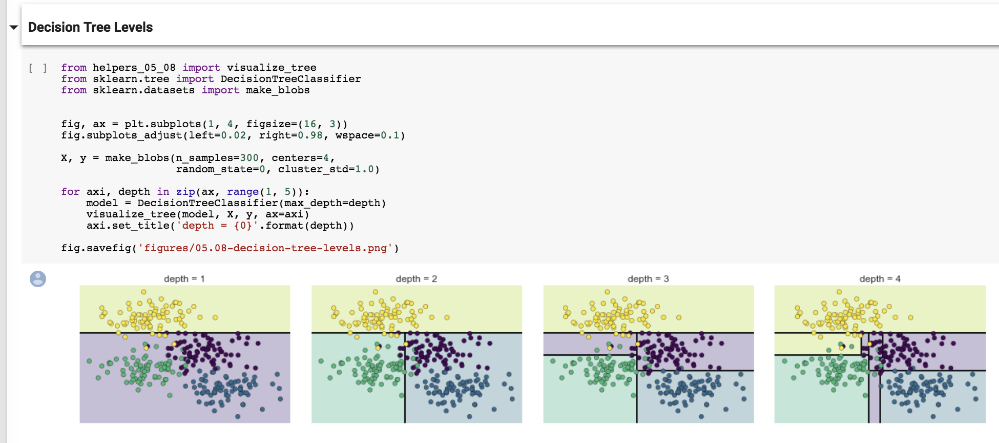 Decision Tree Levels
[ ] from helpers_05_08 import visualize_tree
from sklearn.tree import DecisionTreeClassifier
from sklearn.datasets import make_blobs
fig, ax = plt.subplots(1, 4, figsize=(16, 3))
fig.subplots_adjust(left=0.02, right=0.98, wspace=0.1)
X, y = make_blobs(n_samples=300, centers=4,
                  random_state=0, cluster_std=1.0)
for axi, depth in zip(ax, range(1, 5)):
    model = DecisionTreeClassifier(max_depth=depth)
    visualize_tree(model, X, y, ax=axi)
    axi.set_title('depth = {0}'.format(depth))
fig.savefig('figures/05.08-decision-tree-levels.png')
depth = 1
depth = 2
depth = 3
depth = 4